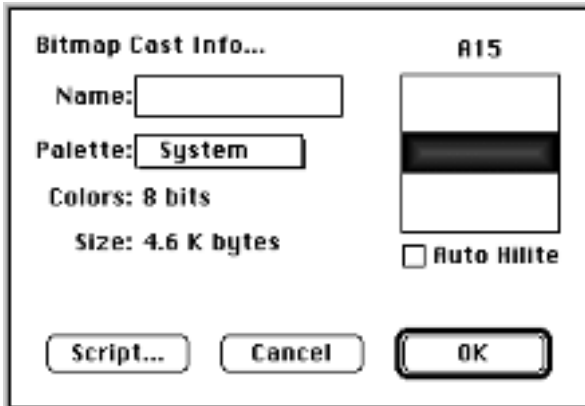 Bitmap Cast Info...
A15
Name:
Palette: System
Colors: 8 bits
Size: 4.6 K bytes
Auto Hilite
Script... Cancel OK